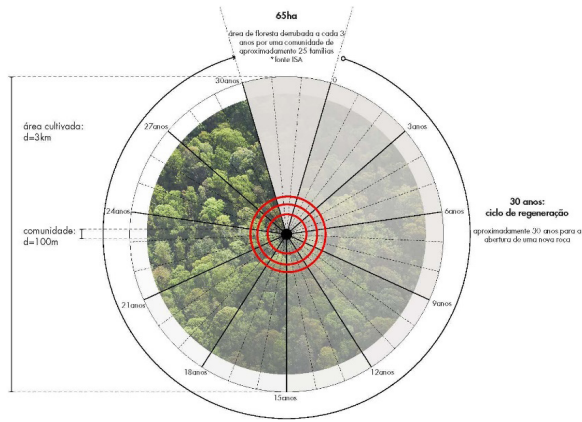 65ha
área de floresta derrubada a cada 3
anos por uma comunidade de
aproximadamente 25 famílias
*fonte ISA
30anos
0
área cultivada:
d=3km
27anos
3anos
24anos
6anos
30 anos:
ciclo de regeneração
aproximadamente 30 anos para a
abertura de uma nova roça
comunidade:
d=100m
21anos
9anos
18anos
12anos
15anos